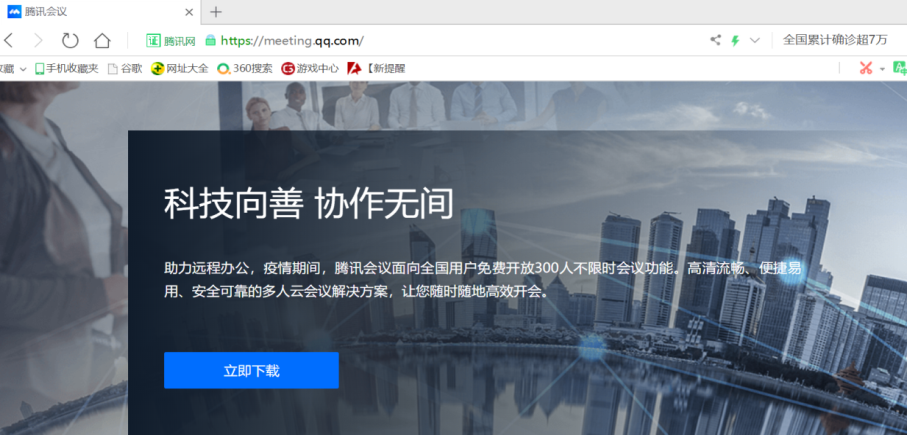 腾讯会议
证 腾讯网 https://meeting.qq.com/ 全国累计确诊超7万
收藏 手机收藏夹 谷歌 网址大全 360搜索 游戏中心 【新提醒
科技向善 协作无间
助力远程办公，疫情期间，腾讯会议面向全国用户免费开放300人不限时会议功能。高清流畅、便捷易
用、安全可靠的多人云会议解决方案，让您随时随地高效开会。
立即下载